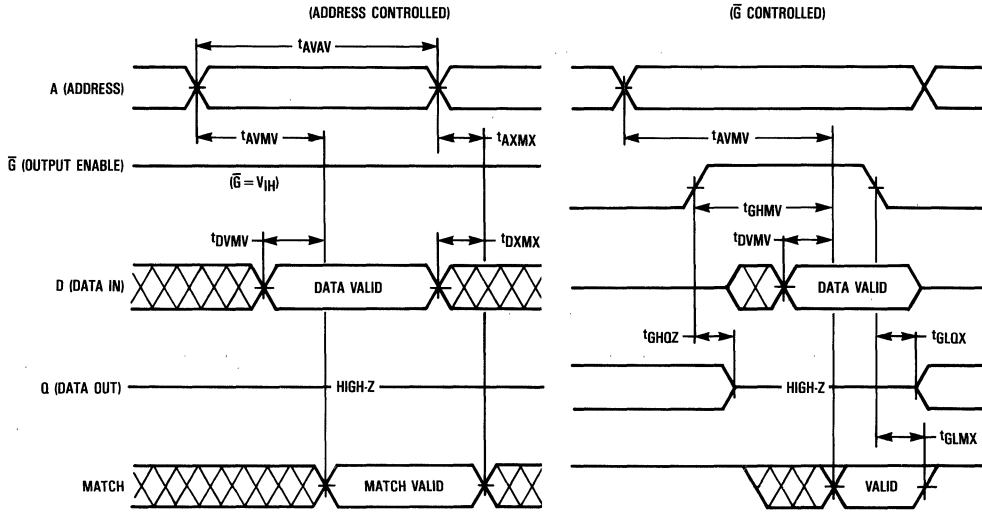 (ADDRESS CONTROLLED)
(G̅ CONTROLLED)
tAVAV
A (ADDRESS)
tAVMV
tAXMX
tAVMV
G̅ (OUTPUT ENABLE)
(G̅ = VIH)
tGHMV
tDVMV
tDXMX
tDVMV
D (DATA IN)
DATA VALID
DATA VALID
tGHQZ
tGLQX
Q (DATA OUT)
HIGH-Z
HIGH-Z
tGLMX
MATCH
MATCH VALID
VALID